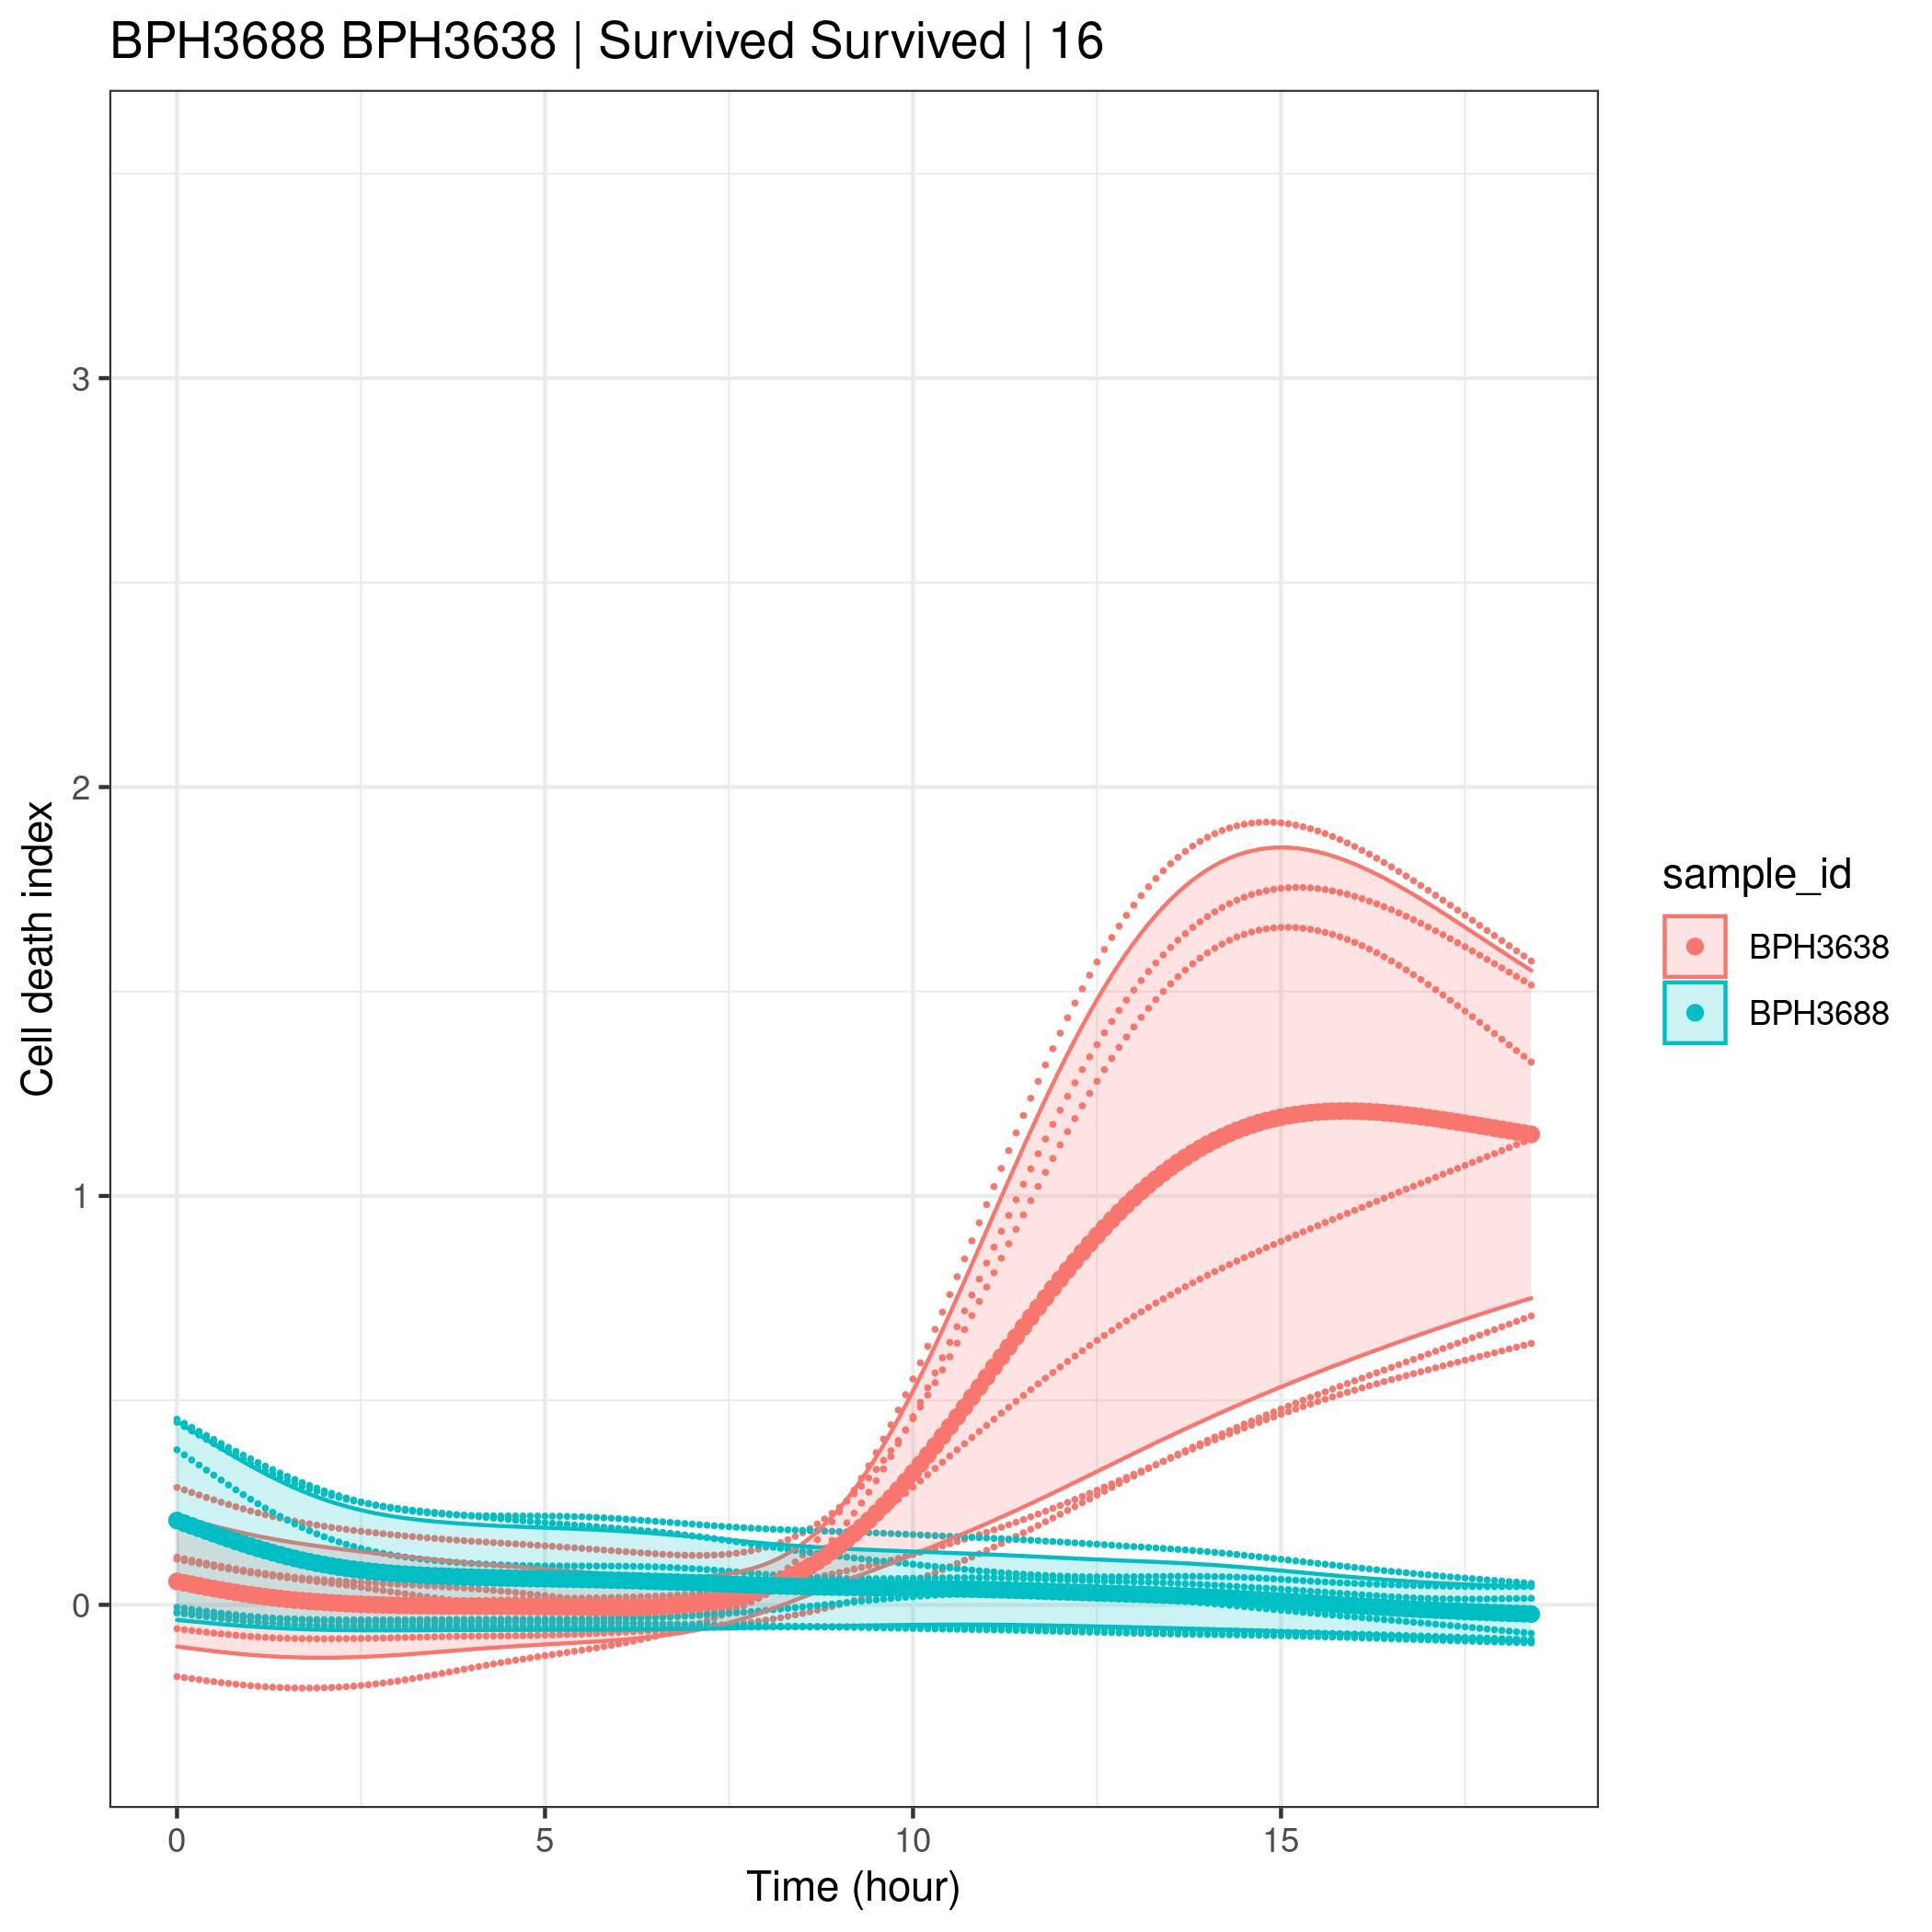 BPH3688 BPH3638 | Survived Survived | 16
3
2
1
0
Cell death index
0 5 10 15
Time (hour)
sample_id
BPH3638
BPH3688